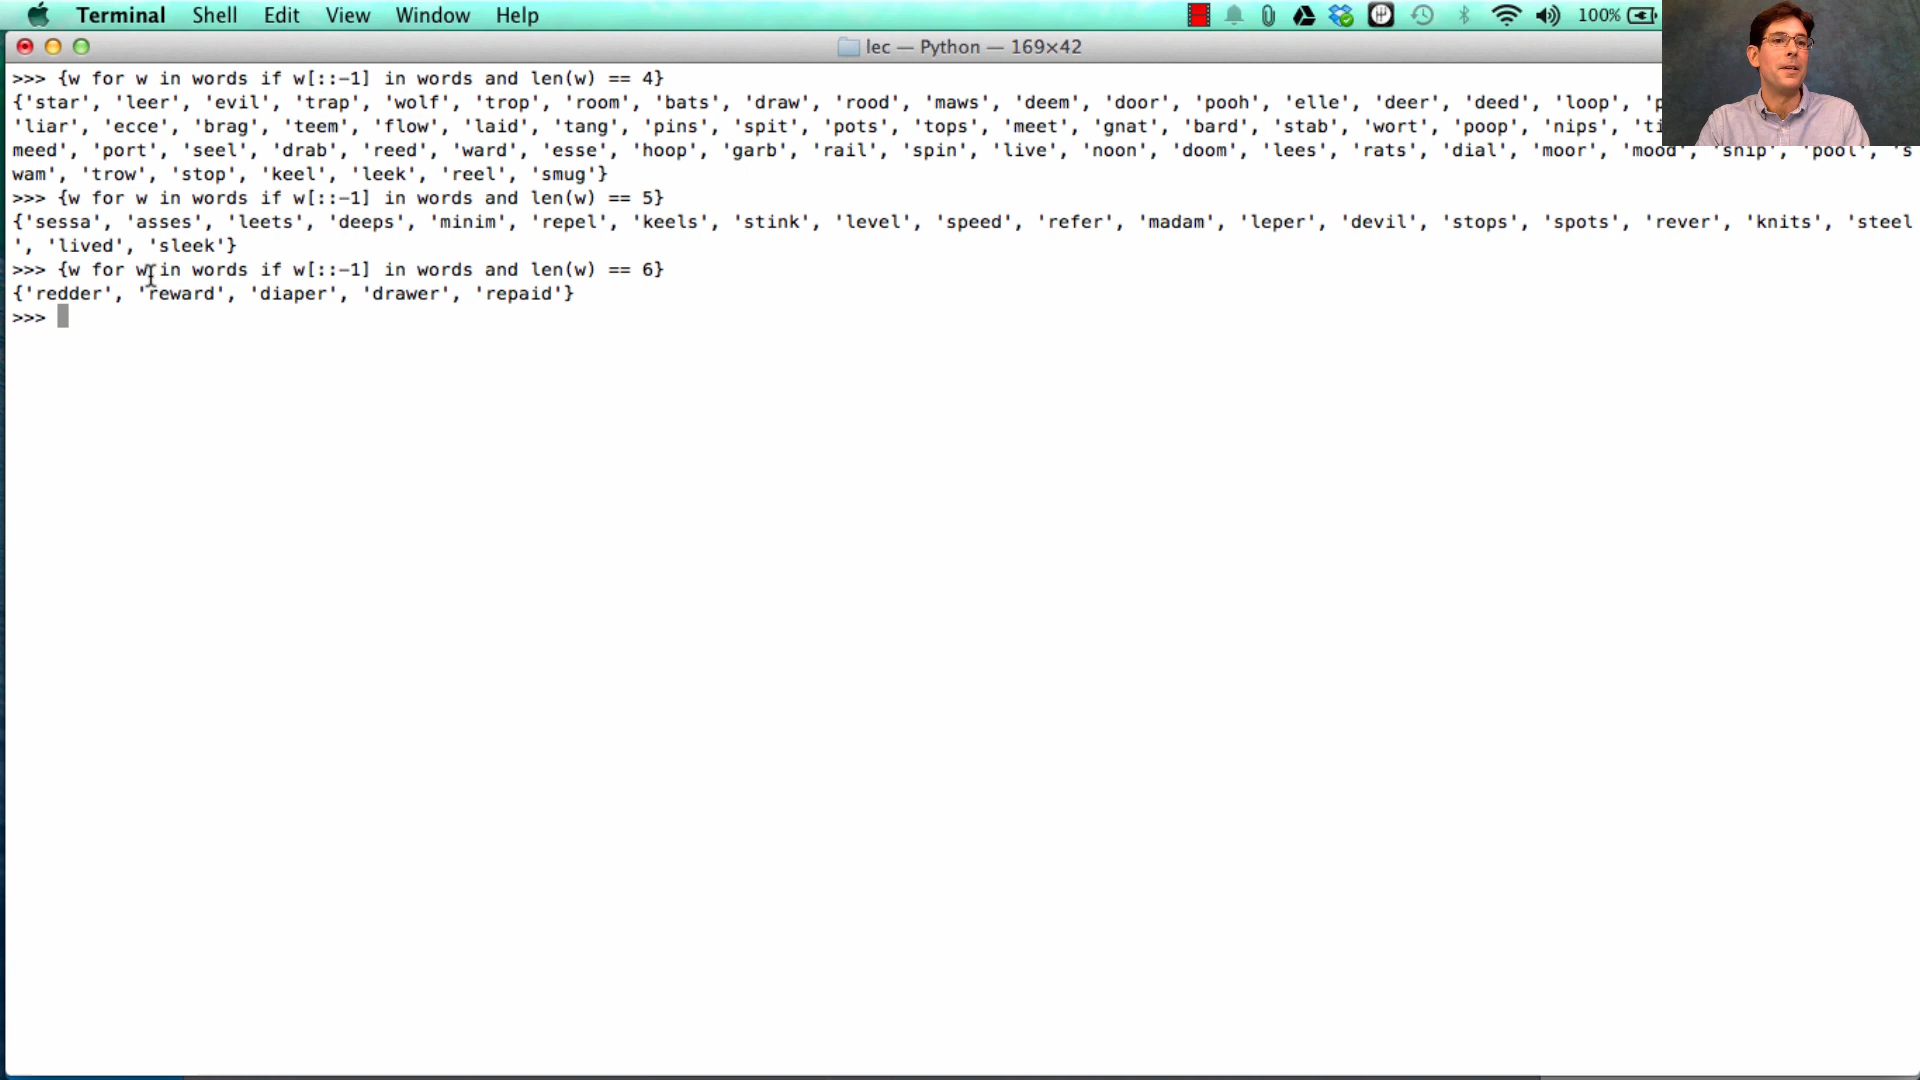 Terminal Shell Edit View Window Help 100%
lec — Python — 169×42
>>> {w for w in words if w[::-1] in words and len(w) == 4}
{'star', 'leer', 'evil', 'trap', 'wolf', 'trop', 'room', 'bats', 'draw', 'rood', 'maws', 'deem', 'door', 'pooh', 'elle', 'deer', 'deed', 'loop',
'liar', 'ecce', 'brag', 'teem', 'flow', 'laid', 'tang', 'pins', 'spit', 'pots', 'tops', 'meet', 'gnat', 'bard', 'stab', 'wort', 'poop', 'nips',
meed', 'port', 'seel', 'drab', 'reed', 'ward', 'esse', 'hoop', 'garb', 'rail', 'spin', 'live', 'noon', 'doom', 'lees', 'rats', 'dial', 'moor', 'mood', 'snip', 'pool', 's
wam', 'trow', 'stop', 'keel', 'leek', 'reel', 'smug'}
>>> {w for w in words if w[::-1] in words and len(w) == 5}
{'sessa', 'asses', 'leets', 'deeps', 'minim', 'repel', 'keels', 'stink', 'level', 'speed', 'refer', 'madam', 'leper', 'devil', 'stops', 'spots', 'rever', 'knits', 'steel
', 'lived', 'sleek'}
>>> {w for w in words if w[::-1] in words and len(w) == 6}
{'redder', 'reward', 'diaper', 'drawer', 'repaid'}
>>>